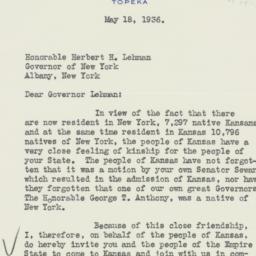 TOPEKA
May 18, 1936.
Honorable Herbert H. Lehman
Governor of New York
Albany, New York
Dear Governor Lehman:
In view of the fact that there
are now resident in New York, 7,297 native Kansans
and at the same time resident in Kansas 10,796
natives of New York, the people of Kansas have a
very close feeling of kinship for the people of
your State. The people of Kansas have not forgot-
ten that it was a motion by your own Senator Sewar
which resulted in the admission of Kansas, nor hav
they forgotten that one of our own great Governors
The Honorable George T. Anthony, was a native of
New York.
Because of this close friendship,
I, therefore, on behalf of the people of Kansas,
do hereby invite you and the people of the Empire
State to come to Kansas and join with us in com-